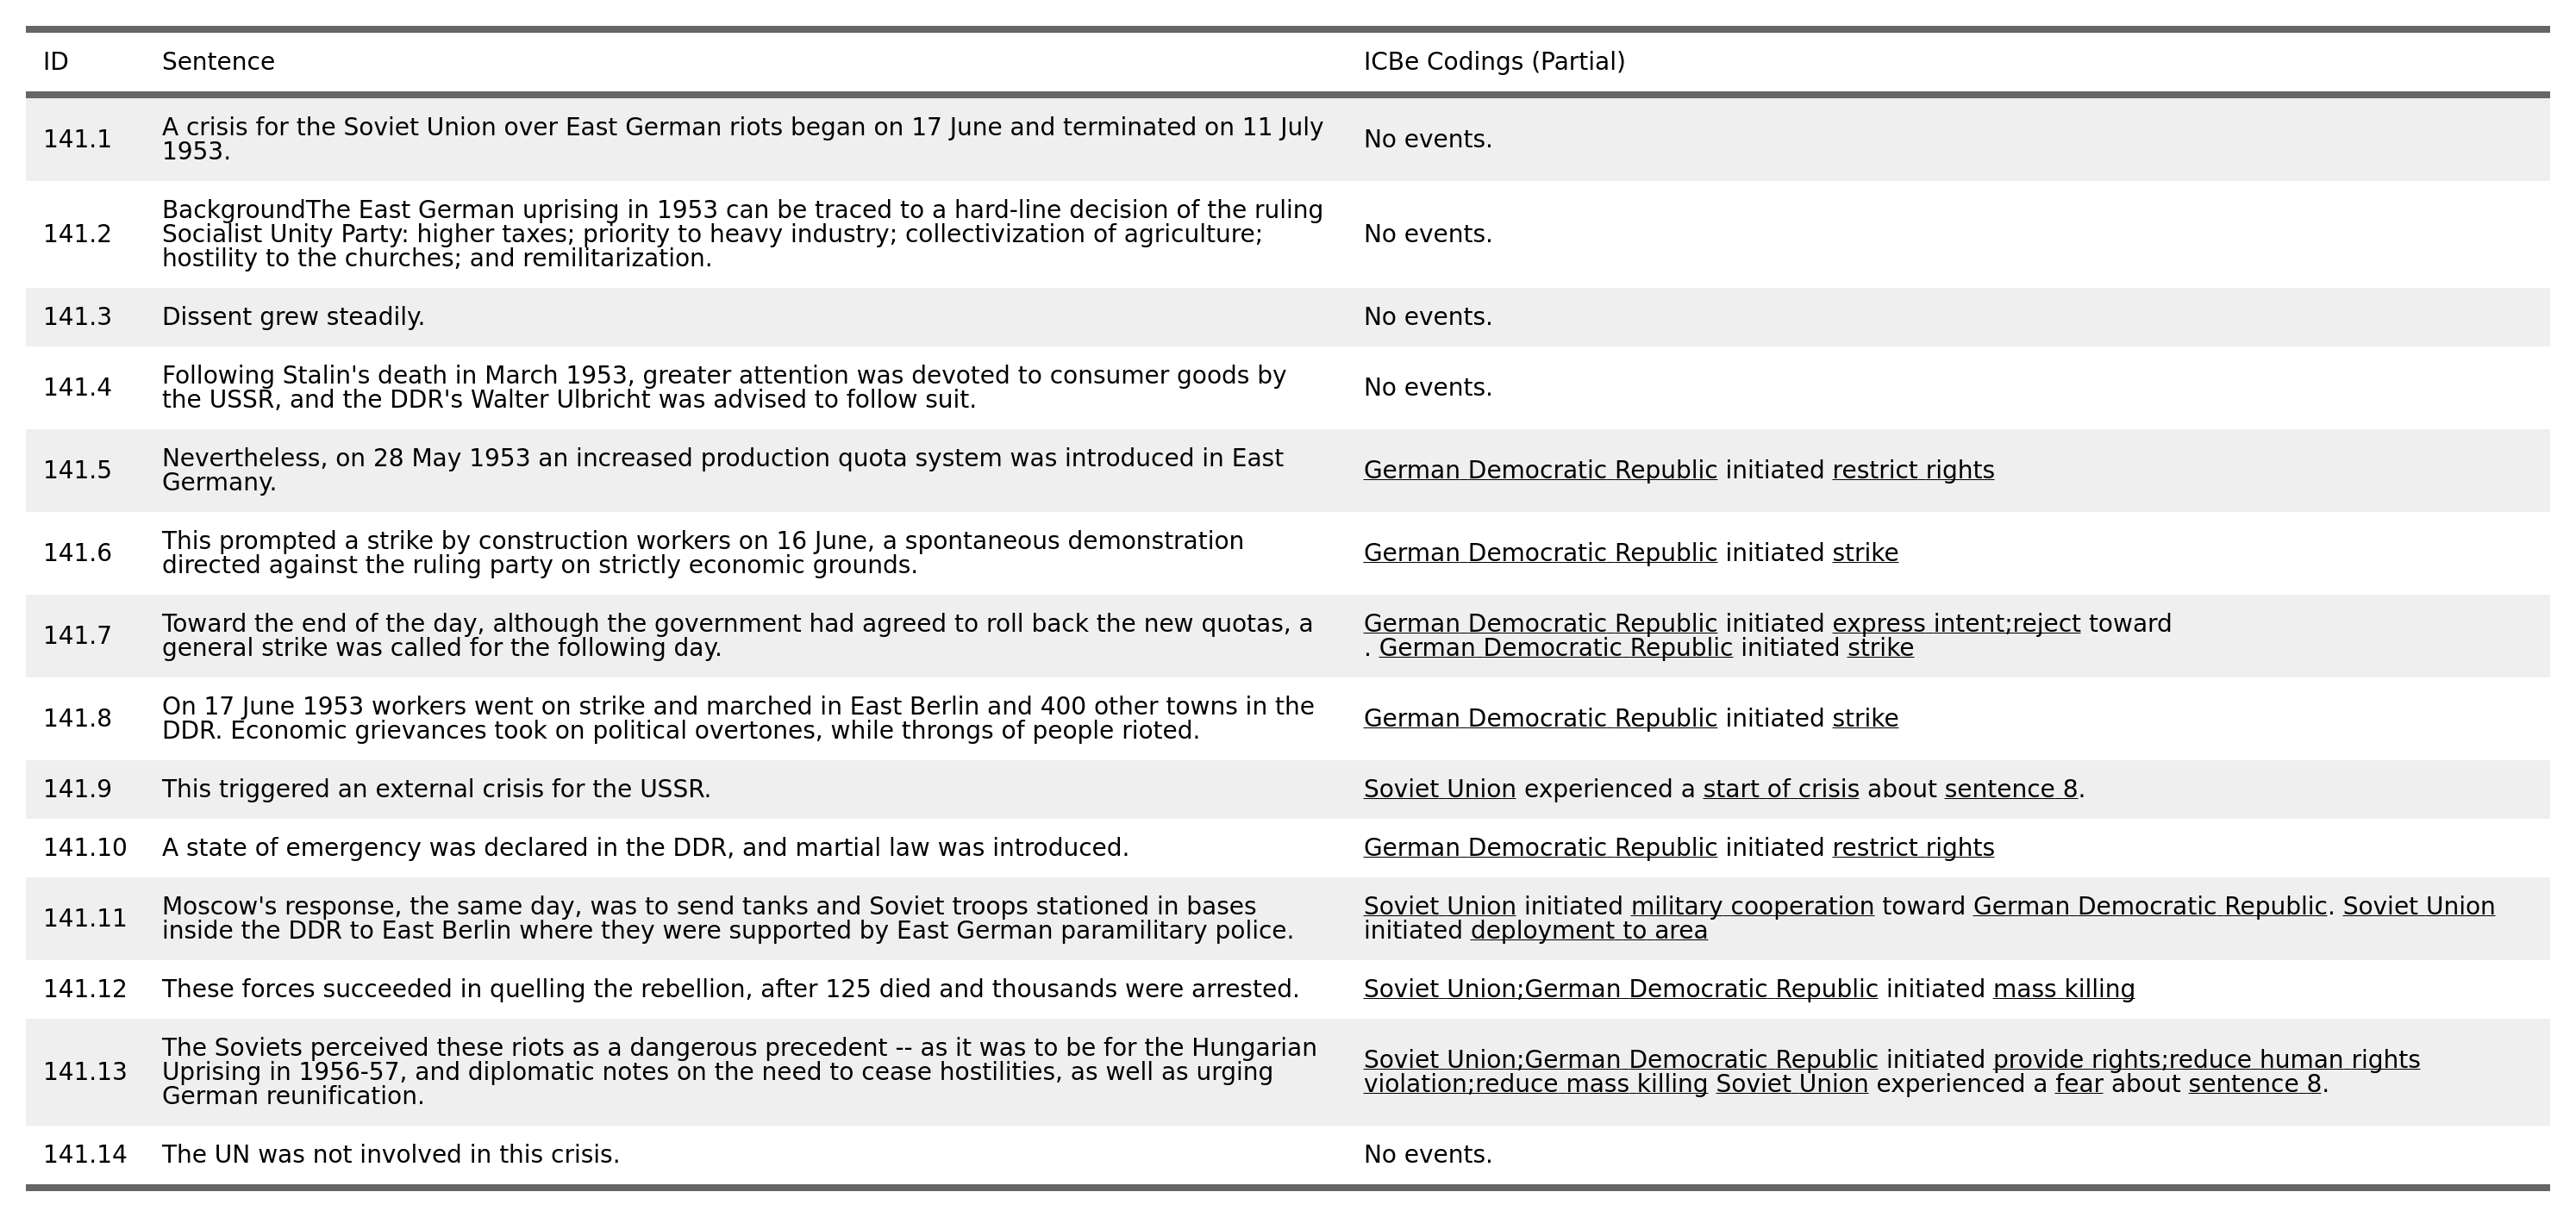 ID Sentence ICBe Codings (Partial)
141.1 A crisis for the Soviet Union over East German riots began on 17 June and terminated on 11 July
1953. No events.
141.2 BackgroundThe East German uprising in 1953 can be traced to a hard-line decision of the ruling
Socialist Unity Party: higher taxes; priority to heavy industry; collectivization of agriculture;
hostility to the churches; and remilitarization. No events.
141.3 Dissent grew steadily. No events.
141.4 Following Stalin's death in March 1953, greater attention was devoted to consumer goods by
the USSR, and the DDR's Walter Ulbricht was advised to follow suit. No events.
141.5 Nevertheless, on 28 May 1953 an increased production quota system was introduced in East
Germany. German Democratic Republic initiated restrict rights
141.6 This prompted a strike by construction workers on 16 June, a spontaneous demonstration
directed against the ruling party on strictly economic grounds. German Democratic Republic initiated strike
141.7 Toward the end of the day, although the government had agreed to roll back the new quotas, a
general strike was called for the following day. German Democratic Republic initiated express intent;reject toward
. German Democratic Republic initiated strike
141.8 On 17 June 1953 workers went on strike and marched in East Berlin and 400 other towns in the
DDR. Economic grievances took on political overtones, while throngs of people rioted. German Democratic Republic initiated strike
141.9 This triggered an external crisis for the USSR. Soviet Union experienced a start of crisis about sentence 8.
141.10 A state of emergency was declared in the DDR, and martial law was introduced. German Democratic Republic initiated restrict rights
141.11 Moscow's response, the same day, was to send tanks and Soviet troops stationed in bases
inside the DDR to East Berlin where they were supported by East German paramilitary police. Soviet Union initiated military cooperation toward German Democratic Republic. Soviet Union
initiated deployment to area
141.12 These forces succeeded in quelling the rebellion, after 125 died and thousands were arrested. Soviet Union;German Democratic Republic initiated mass killing
141.13 The Soviets perceived these riots as a dangerous precedent -- as it was to be for the Hungarian
Uprising in 1956-57, and diplomatic notes on the need to cease hostilities, as well as urging
German reunification. Soviet Union;German Democratic Republic initiated provide rights;reduce human rights
violation;reduce mass killing Soviet Union experienced a fear about sentence 8.
141.14 The UN was not involved in this crisis. No events.